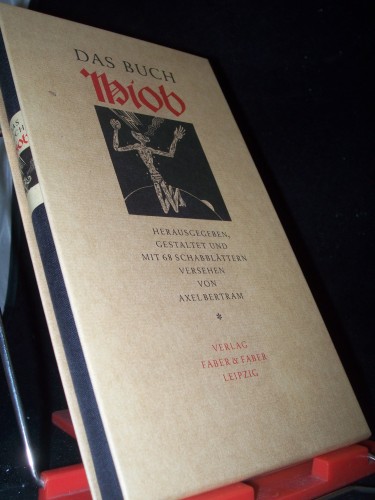 DAS BUCH
Hiob
HERAUSGEGEBEN,
GESTALTET UND
MIT 68 SCHABBLÄTTERN
VERSEHEN
VON
AXEL BERTRAM
*
VERLAG
FABER & FABER
LEIPZIG